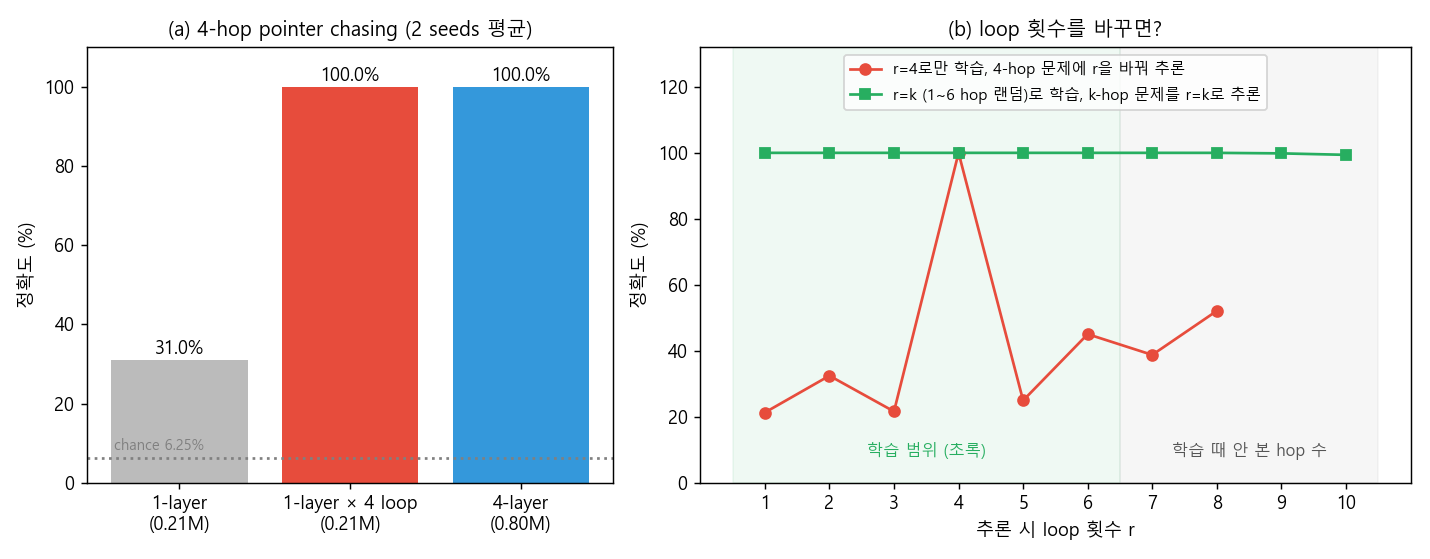 (a) 4-hop pointer chasing (2 seeds 평균)
정확도 (%)
100
80
60
40
20
0
31.0%
100.0%
100.0%
chance 6.25%
1-layer
(0.21M)
1-layer × 4 loop
(0.21M)
4-layer
(0.80M)
(b) loop 횟수를 바꾸면?
r=4로만 학습, 4-hop 문제에 r을 바꿔 추론
r=k (1~6 hop 랜덤)로 학습, k-hop 문제를 r=k로 추론
정확도 (%)
120
100
80
60
40
20
0
학습 범위 (초록)
학습 때 안 본 hop 수
1 2 3 4 5 6 7 8 9 10
추론 시 loop 횟수 r